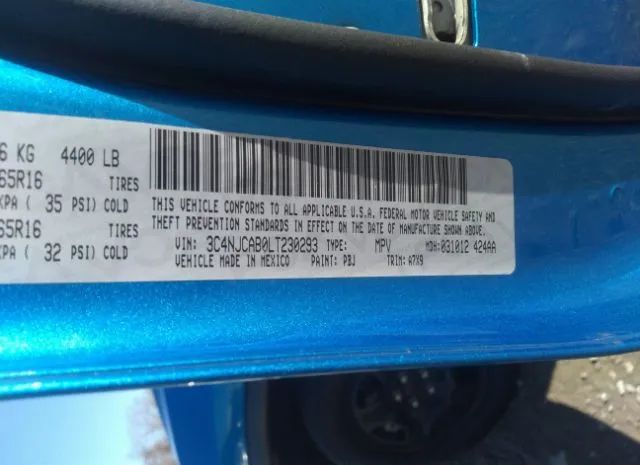 6 KG 4400 LB
65R16 TIRES
KPA ( 35 PSI) COLD
65R16 TIRES
KPA ( 32 PSI) COLD
THIS VEHICLE CONFORMS TO ALL APPLICABLE U.S.A. FEDERAL MOTOR VEHICLE SAFETY AND
THEFT PREVENTION STANDARDS IN EFFECT ON THE DATE OF MANUFACTURE SHOWN ABOVE.
VIN: 3C4NJCAB0LT230293 TYPE: MPV MDH:031012 424AA
VEHICLE MADE IN MEXICO PAINT: PBJ TRIM: A7X9